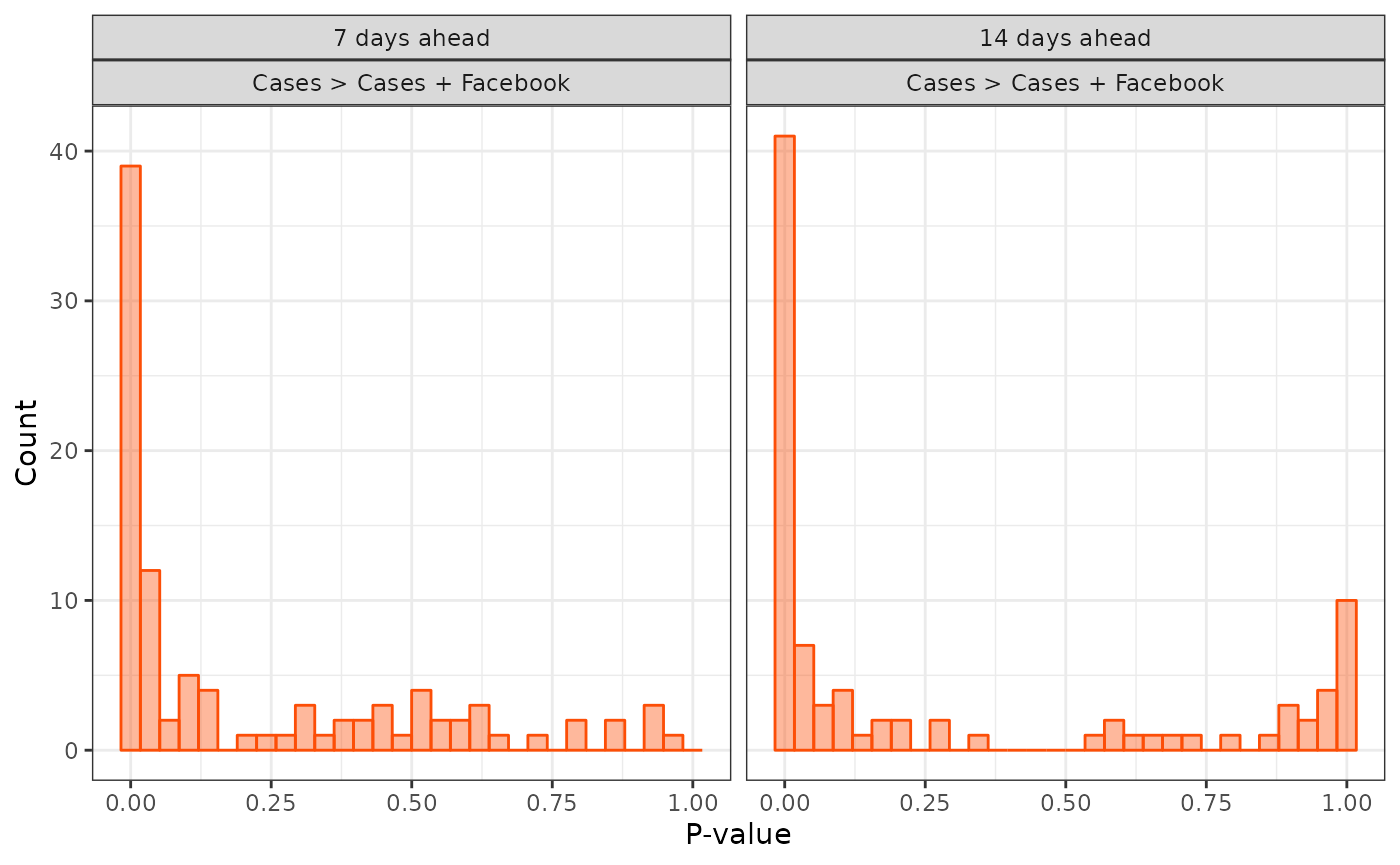 7 days ahead
14 days ahead
Cases > Cases + Facebook
Cases > Cases + Facebook
Count
40
30
20
10
0
0.00 0.25 0.50 0.75 1.00
0.00 0.25 0.50 0.75 1.00
P-value